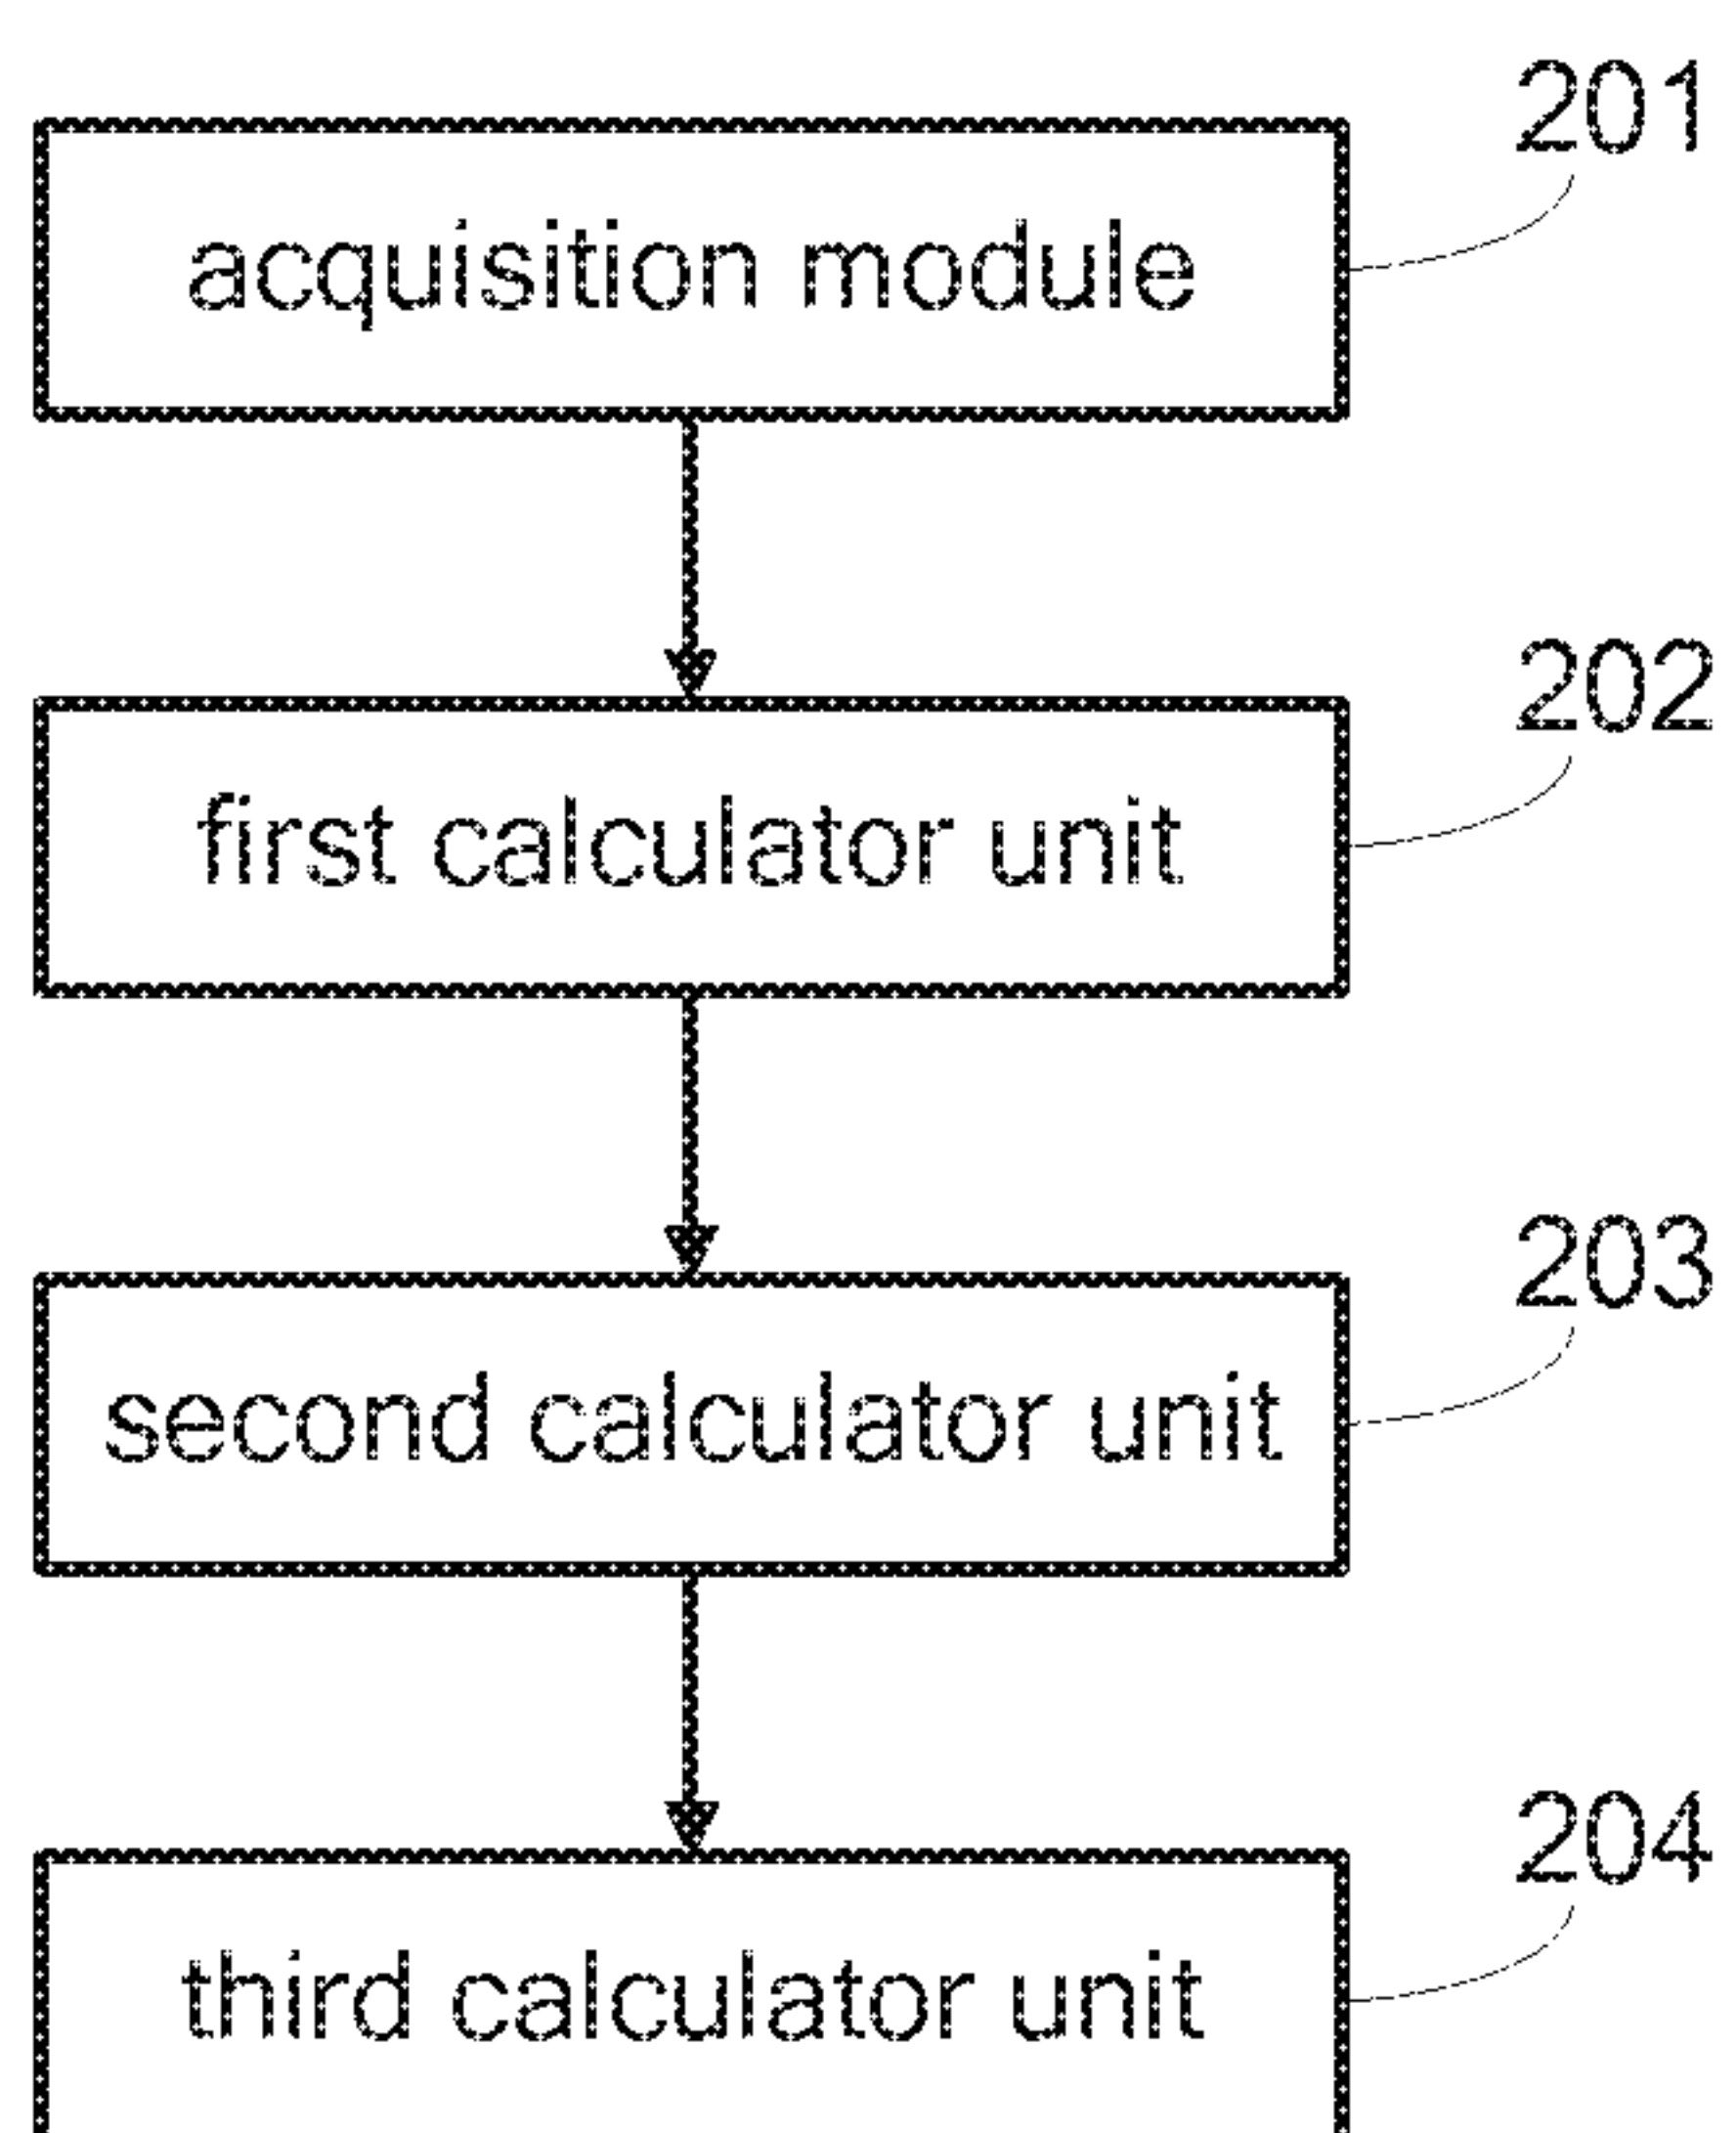 201
acquisition module
202
first calculator unit
203
second calculator unit
204
third calculator unit